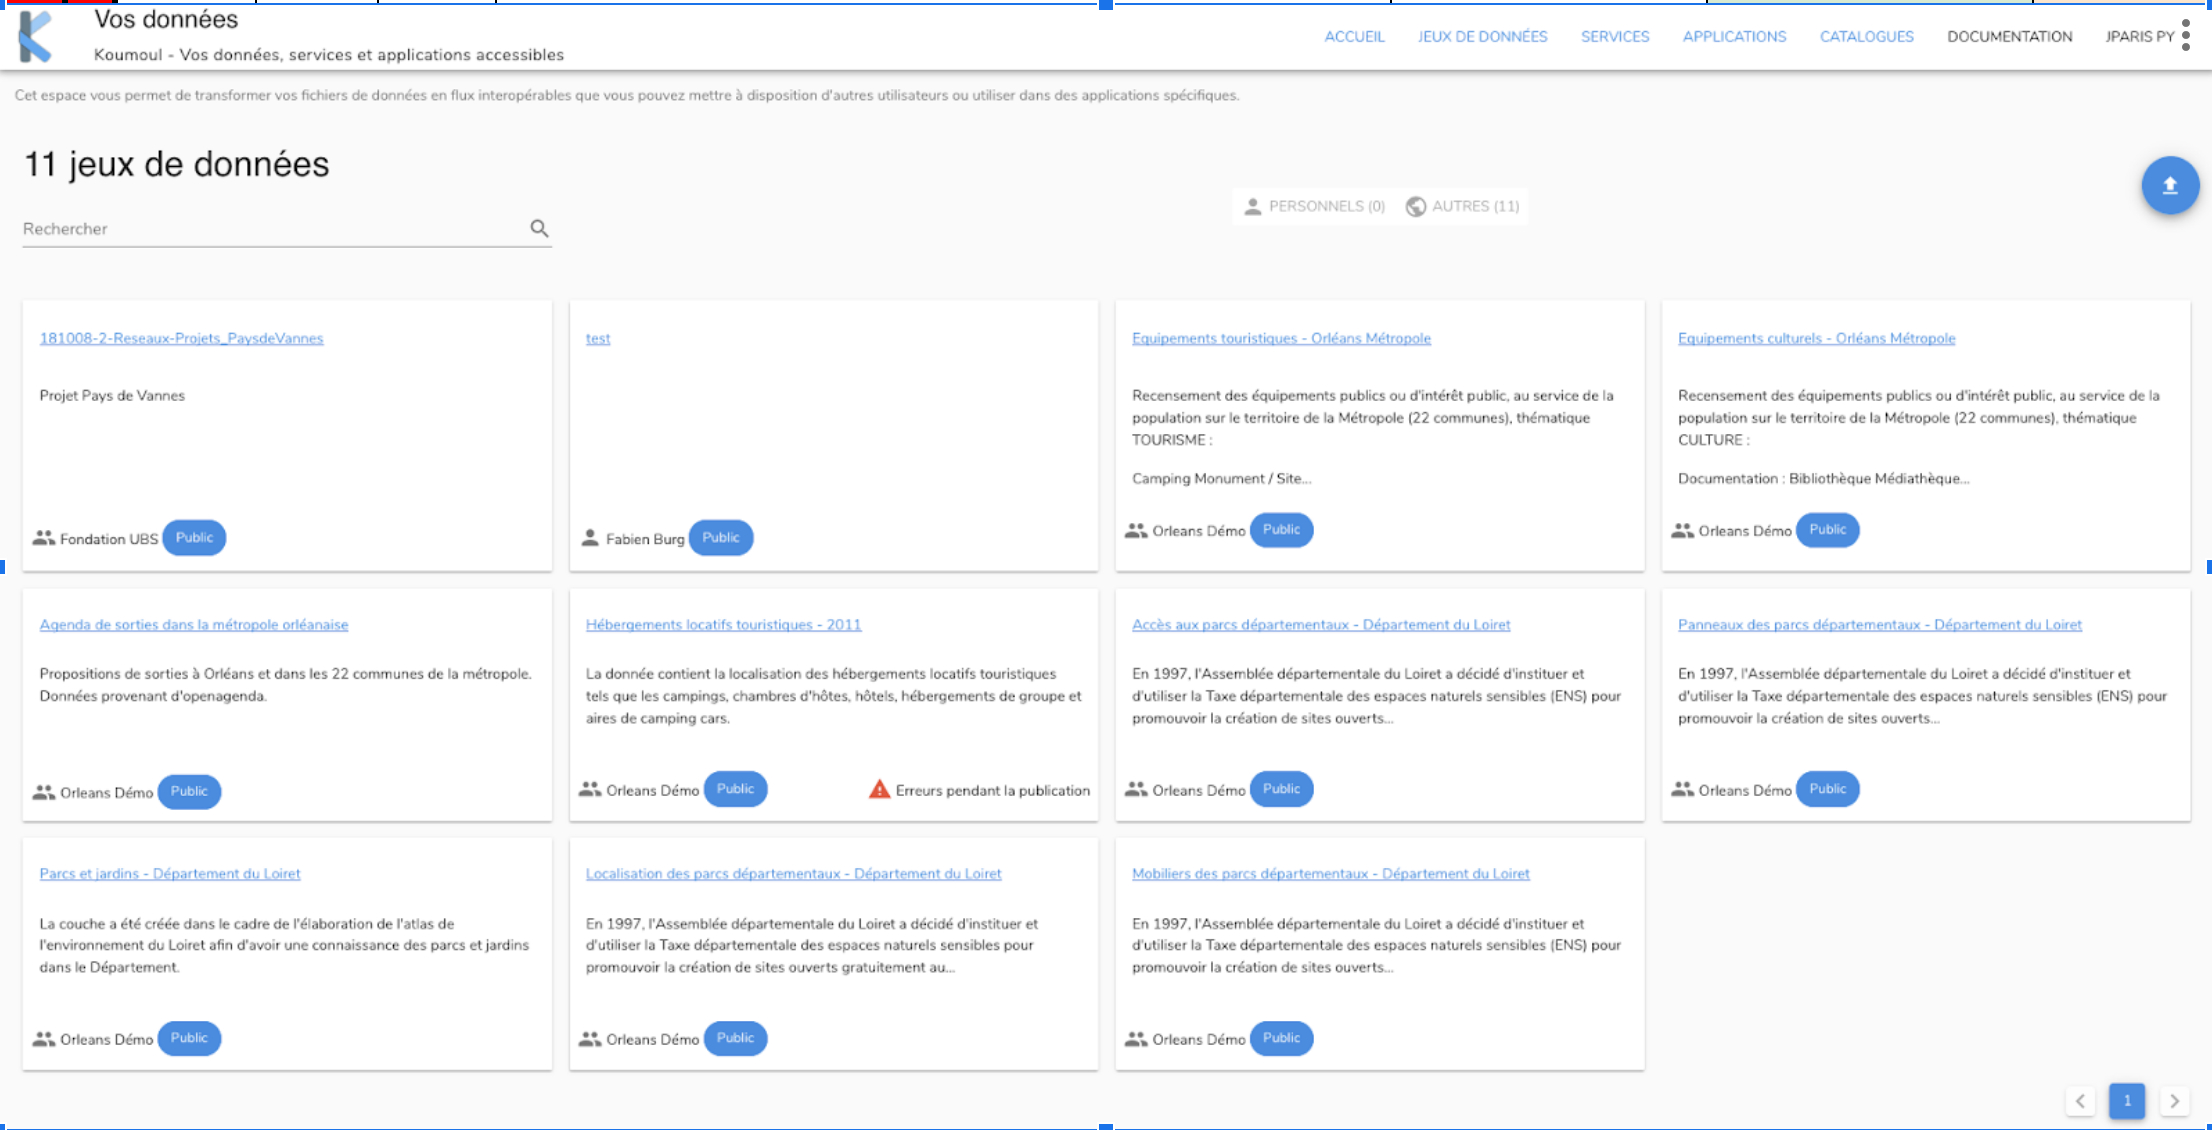 Vos données
Koumoul - Vos données, services et applications accessibles
ACCUEIL JEUX DE DONNÉES SERVICES APPLICATIONS CATALOGUES DOCUMENTATION JPARIS PY
Cet espace vous permet de transformer vos fichiers de données en flux interopérables que vous pouvez mettre à disposition d'autres utilisateurs ou utiliser dans des applications spécifiques.
11 jeux de données
PERSONNELS (0) AUTRES (11)
Rechercher
181008-2-Reseaux-Projets_PaysdeVannes
Projet Pays de Vannes
Fondation UBS Public
test
Fabien Burg Public
Equipements touristiques - Orléans Métropole
Recensement des équipements publics ou d'intérêt public, au service de la
population sur le territoire de la Métropole (22 communes), thématique
TOURISME :
Camping Monument / Site...
Orleans Démo Public
Equipements culturels - Orléans Métropole
Recensement des équipements publics ou d'intérêt public, au service de la
population sur le territoire de la Métropole (22 communes), thématique
CULTURE :
Documentation : Bibliothèque Médiathèque...
Orleans Démo Public
Agenda de sorties dans la métropole orléanaise
Propositions de sorties à Orléans et dans les 22 communes de la métropole.
Données provenant d'openagenda.
Orleans Démo Public
Hébergements locatifs touristiques - 2011
La donnée contient la localisation des hébergements locatifs touristiques
tels que les campings, chambres d'hôtes, hôtels, hébergements de groupe et
aires de camping cars.
Orleans Démo Public Erreurs pendant la publication
Accès aux parcs départementaux - Département du Loiret
En 1997, l'Assemblée départementale du Loiret a décidé d'instituer et
d'utiliser la Taxe départementale des espaces naturels sensibles (ENS) pour
promouvoir la création de sites ouverts...
Orleans Démo Public
Panneaux des parcs départementaux - Département du Loiret
En 1997, l'Assemblée départementale du Loiret a décidé d'instituer et
d'utiliser la Taxe départementale des espaces naturels sensibles (ENS) pour
promouvoir la création de sites ouverts...
Orleans Démo Public
Parcs et jardins - Département du Loiret
La couche a été créée dans le cadre de l'élaboration de l'atlas de
l'environnement du Loiret afin d'avoir une connaissance des parcs et jardins
dans le Département.
Orleans Démo Public
Localisation des parcs départementaux - Département du Loiret
En 1997, l'Assemblée départementale du Loiret a décidé d'instituer et
d'utiliser la Taxe départementale des espaces naturels sensibles pour
promouvoir la création de sites ouverts gratuitement au...
Orleans Démo Public
Mobiliers des parcs départementaux - Département du Loiret
En 1997, l'Assemblée départementale du Loiret a décidé d'instituer et
d'utiliser la Taxe départementale des espaces naturels sensibles (ENS) pour
promouvoir la création de sites ouverts...
Orleans Démo Public
1